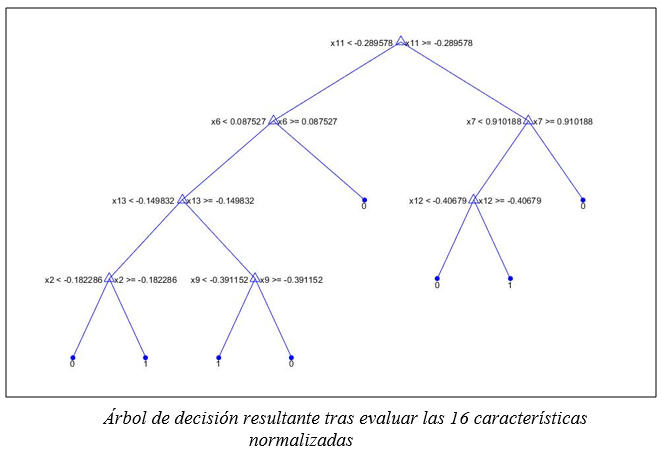 x11 < -0.289578 x11 >= -0.289578
x6 < 0.087527 x6 >= 0.087527 x7 < 0.910188 x7 >= 0.910188
x13 < -0.149832 x13 >= -0.149832 0 x12 < -0.40679 x12 >= -0.40679 0
x2 < -0.182286 x2 >= -0.182286 x9 < -0.391152 x9 >= -0.391152 0 1
0 1 1 0
Árbol de decisión resultante tras evaluar las 16 características
normalizadas